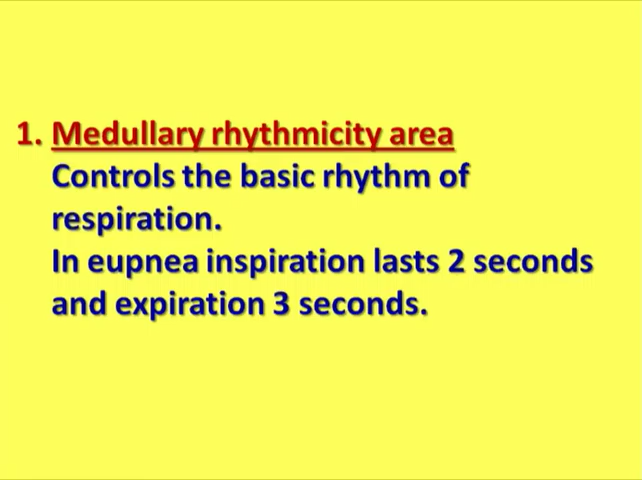 1. Medullary rhythmicity area
Controls the basic rhythm of
respiration.
In eupnea inspiration lasts 2 seconds
and expiration 3 seconds.